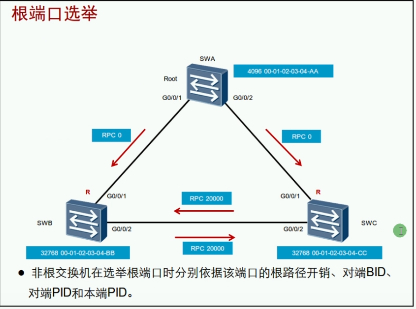 根端口选举
SWA
4096 00-01-02-03-04-AA
Root
G0/0/1
G0/0/2
RPC 0
RPC 0
R
G0/0/1
RPC 20000
G0/0/1
R
SWB
G0/0/2
G0/0/2
SWC
RPC 20000
32768 00-01-02-03-04-BB
32768 00-01-02-03-04-CC
● 非根交换机在选举根端口时分别依据该端口的根路径开销、对端BID、
对端PID和本端PID。